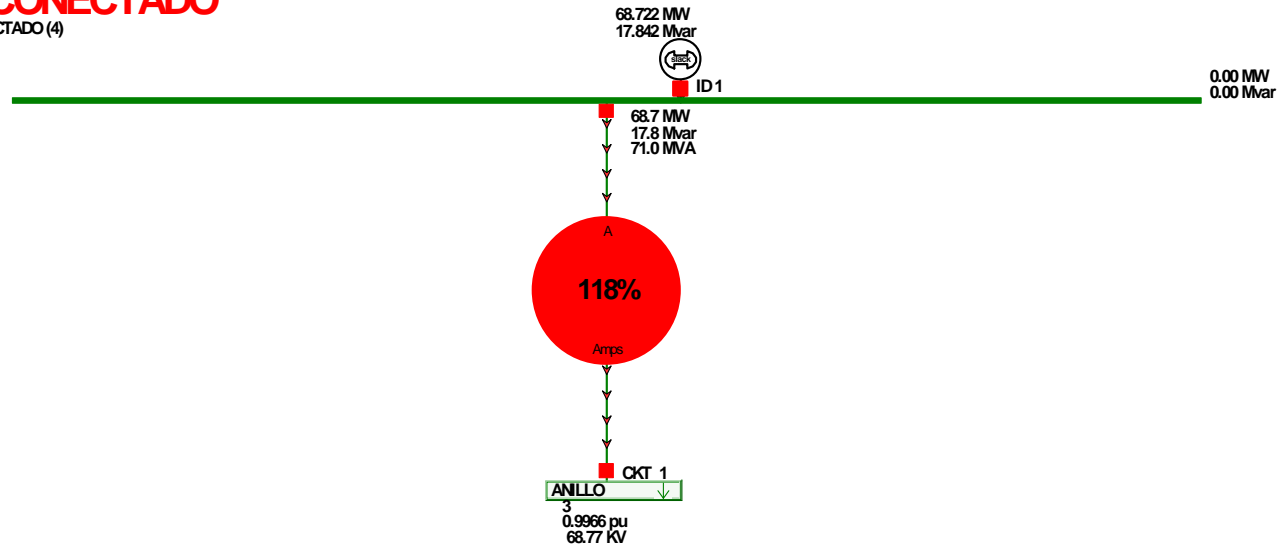 CONECTADO
CTADO (4)
68.722 MW
17.842 Mvar
slack
ID 1
0.00 MW
0.00 Mvar
68.7 MW
17.8 Mvar
71.0 MVA
A
118%
Amps
CKT 1
ANILLO
3
0.9966 pu
68.77 KV